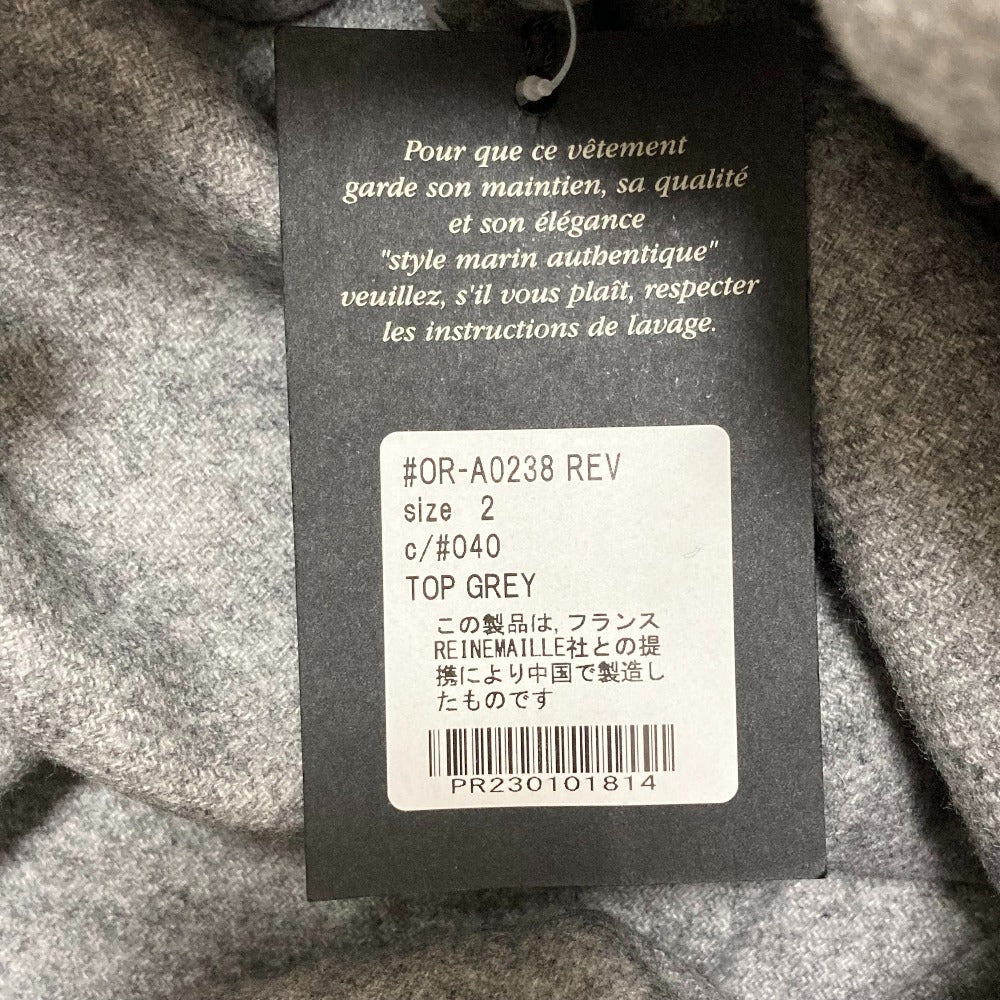 Pour que ce vêtement
garde son maintien, sa qualité
et son élégance
"style marin authentique"
veuillez, s'il vous plaît, respecter
les instructions de lavage.
#OR-A0238 REV
size 2
c/#040
TOP GREY
この製品は, フランス
REINEMAILLE社との提
携により中国で製造し
たものです
PR230101814